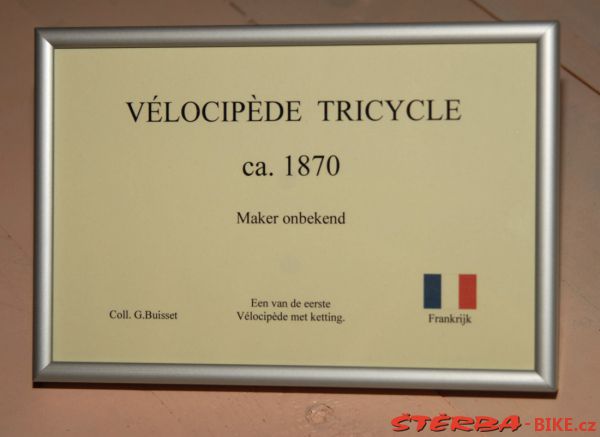 VÉLOCIPÈDE TRICYCLE
ca. 1870
Maker onbekend
Coll. G.Buisset
Een van de eerste
Vélocipède met ketting.
Frankrijk
ŠTĚRBA-BIKE.cz